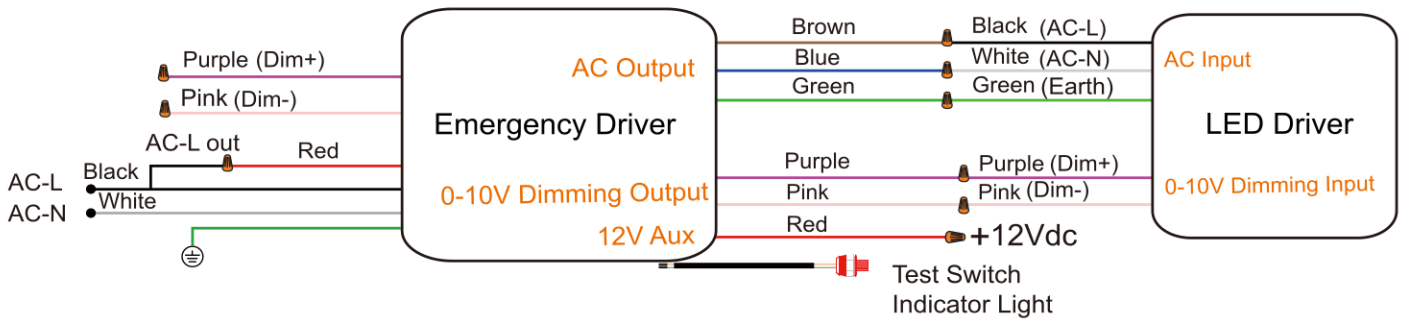 Purple (Dim+)
Pink (Dim-)
AC-L out
Red
Black
AC-L
White
AC-N
AC Output
Emergency Driver
0-10V Dimming Output
12V Aux
Brown
Blue
Green
Purple
Pink
Red
Black (AC-L)
White (AC-N)
Green (Earth)
Purple (Dim+)
Pink (Dim-)
+12Vdc
Test Switch
Indicator Light
AC Input
LED Driver
0-10V Dimming Input